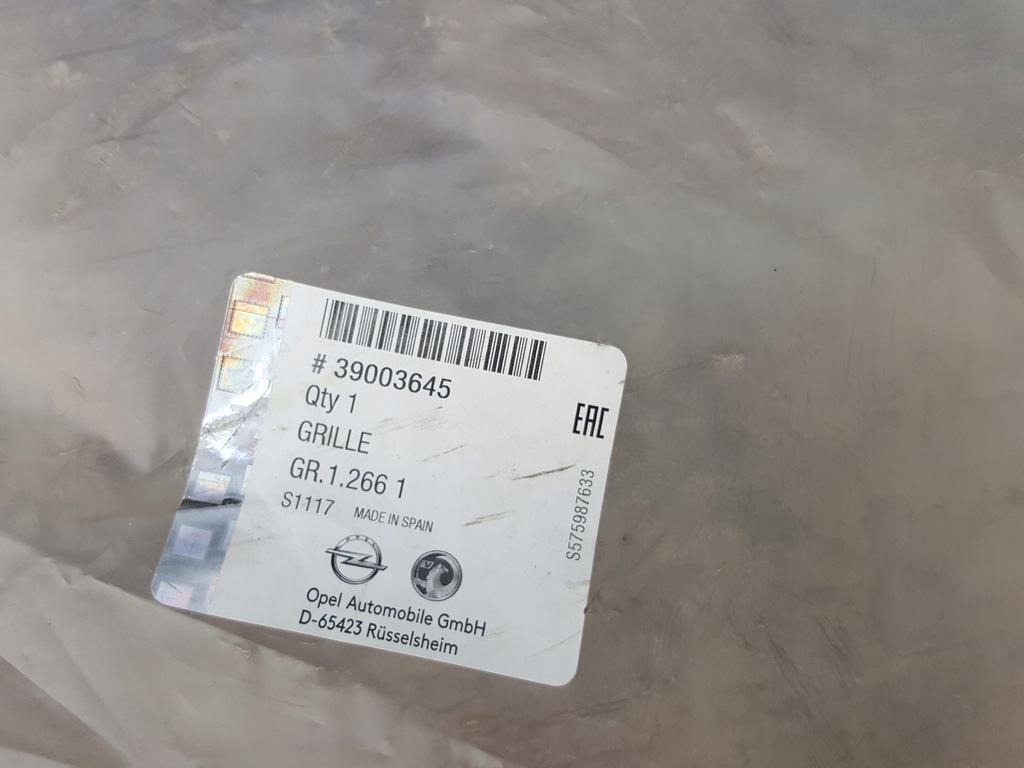 # 39003645
Qty 1
GRILLE
GR.1.266 1
S1117 MADE IN SPAIN
OPEL
Opel Automobile GmbH
D-65423 Rüsselsheim
EAC
S575987633